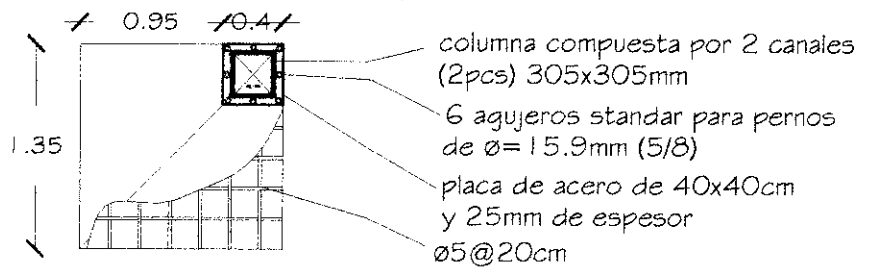 0.95
0.4
columna compuesta por 2 canales
(2pcs) 305x305mm
6 agujeros standar para pernos
de ø=15.9mm (5/8)
1.35
placa de acero de 40x40cm
y 25mm de espesor
ø5@20cm